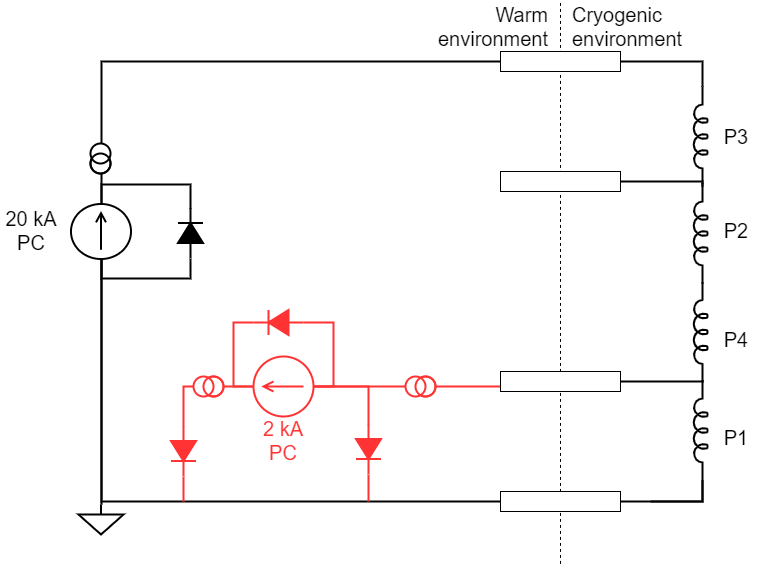 Warm
environment
Cryogenic
environment
P3
20 kA
PC
P2
P4
2 kA
PC
P1